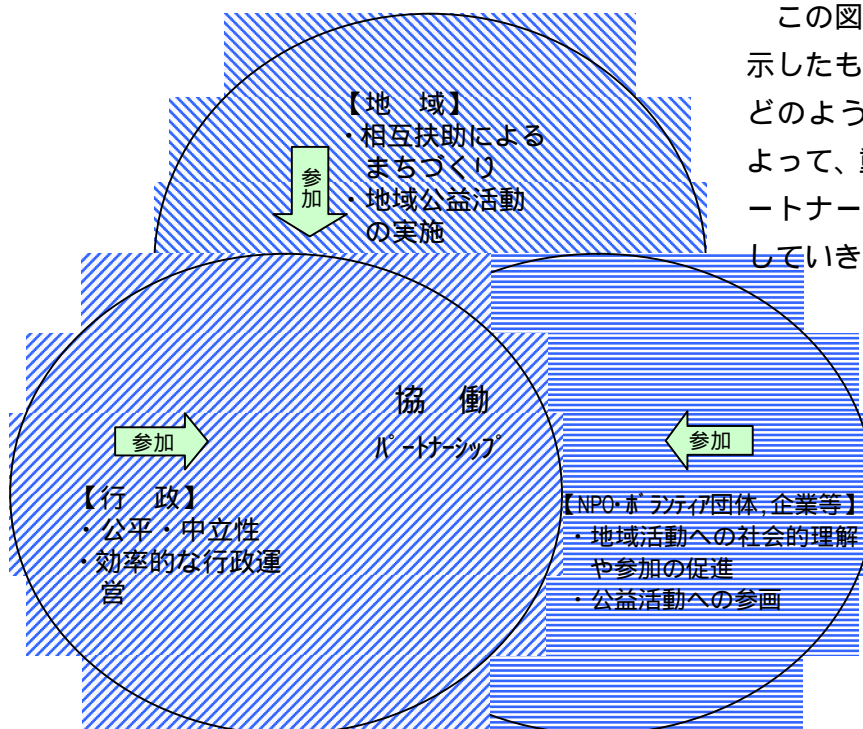 この図
示したも
どのよう
よって、
ートナー
していき
【地　域】
・相互扶助による
まちづくり
・地域公益活動
の実施
参加
協　働
ﾊﾟｰﾄﾅｰｼｯﾌﾟ
参加
【行　政】
・公平・中立性
・効率的な行政運
営
参加
【NPO・ﾎﾞﾗﾝﾃｨｱ団体,企業等】
・地域活動への社会的理解
や参加の促進
・公益活動への参画